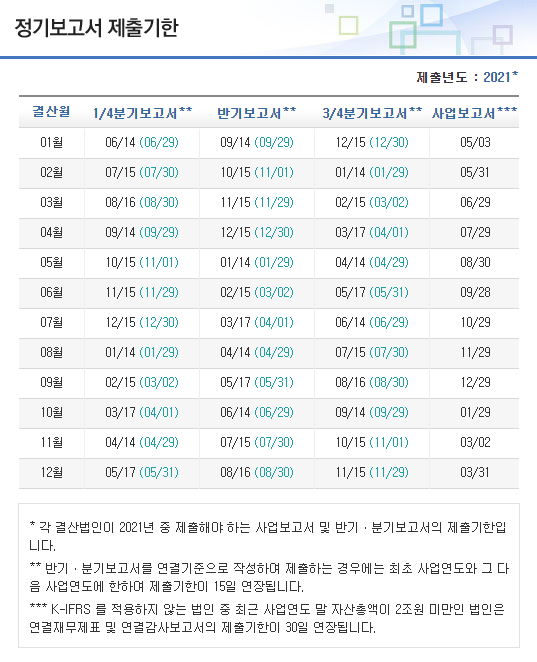 정기보고서 제출기한
제출년도 : 2021*
결산월 1/4분기보고서** 반기보고서** 3/4분기보고서** 사업보고서***
01월 06/14 (06/29) 09/14 (09/29) 12/15 (12/30) 05/03
02월 07/15 (07/30) 10/15 (11/01) 01/14 (01/29) 05/31
03월 08/16 (08/30) 11/15 (11/29) 02/15 (03/02) 06/29
04월 09/14 (09/29) 12/15 (12/30) 03/17 (04/01) 07/29
05월 10/15 (11/01) 01/14 (01/29) 04/14 (04/29) 08/30
06월 11/15 (11/29) 02/15 (03/02) 05/17 (05/31) 09/28
07월 12/15 (12/30) 03/17 (04/01) 06/14 (06/29) 10/29
08월 01/14 (01/29) 04/14 (04/29) 07/15 (07/30) 11/29
09월 02/15 (03/02) 05/17 (05/31) 08/16 (08/30) 12/29
10월 03/17 (04/01) 06/14 (06/29) 09/14 (09/29) 01/29
11월 04/14 (04/29) 07/15 (07/30) 10/15 (11/01) 03/02
12월 05/17 (05/31) 08/16 (08/30) 11/15 (11/29) 03/31
* 각 결산법인이 2021년 중 제출해야 하는 사업보고서 및 반기ㆍ분기보고서의 제출기한입
니다.
** 반기ㆍ분기보고서를 연결기준으로 작성하여 제출하는 경우에는 최초 사업연도와 그 다
음 사업연도에 한하여 제출기한이 15일 연장됩니다.
*** K-IFRS 를 적용하지 않는 법인 중 최근 사업연도 말 자산총액이 2조원 미만인 법인은
연결재무제표 및 연결감사보고서의 제출기한이 30일 연장됩니다.